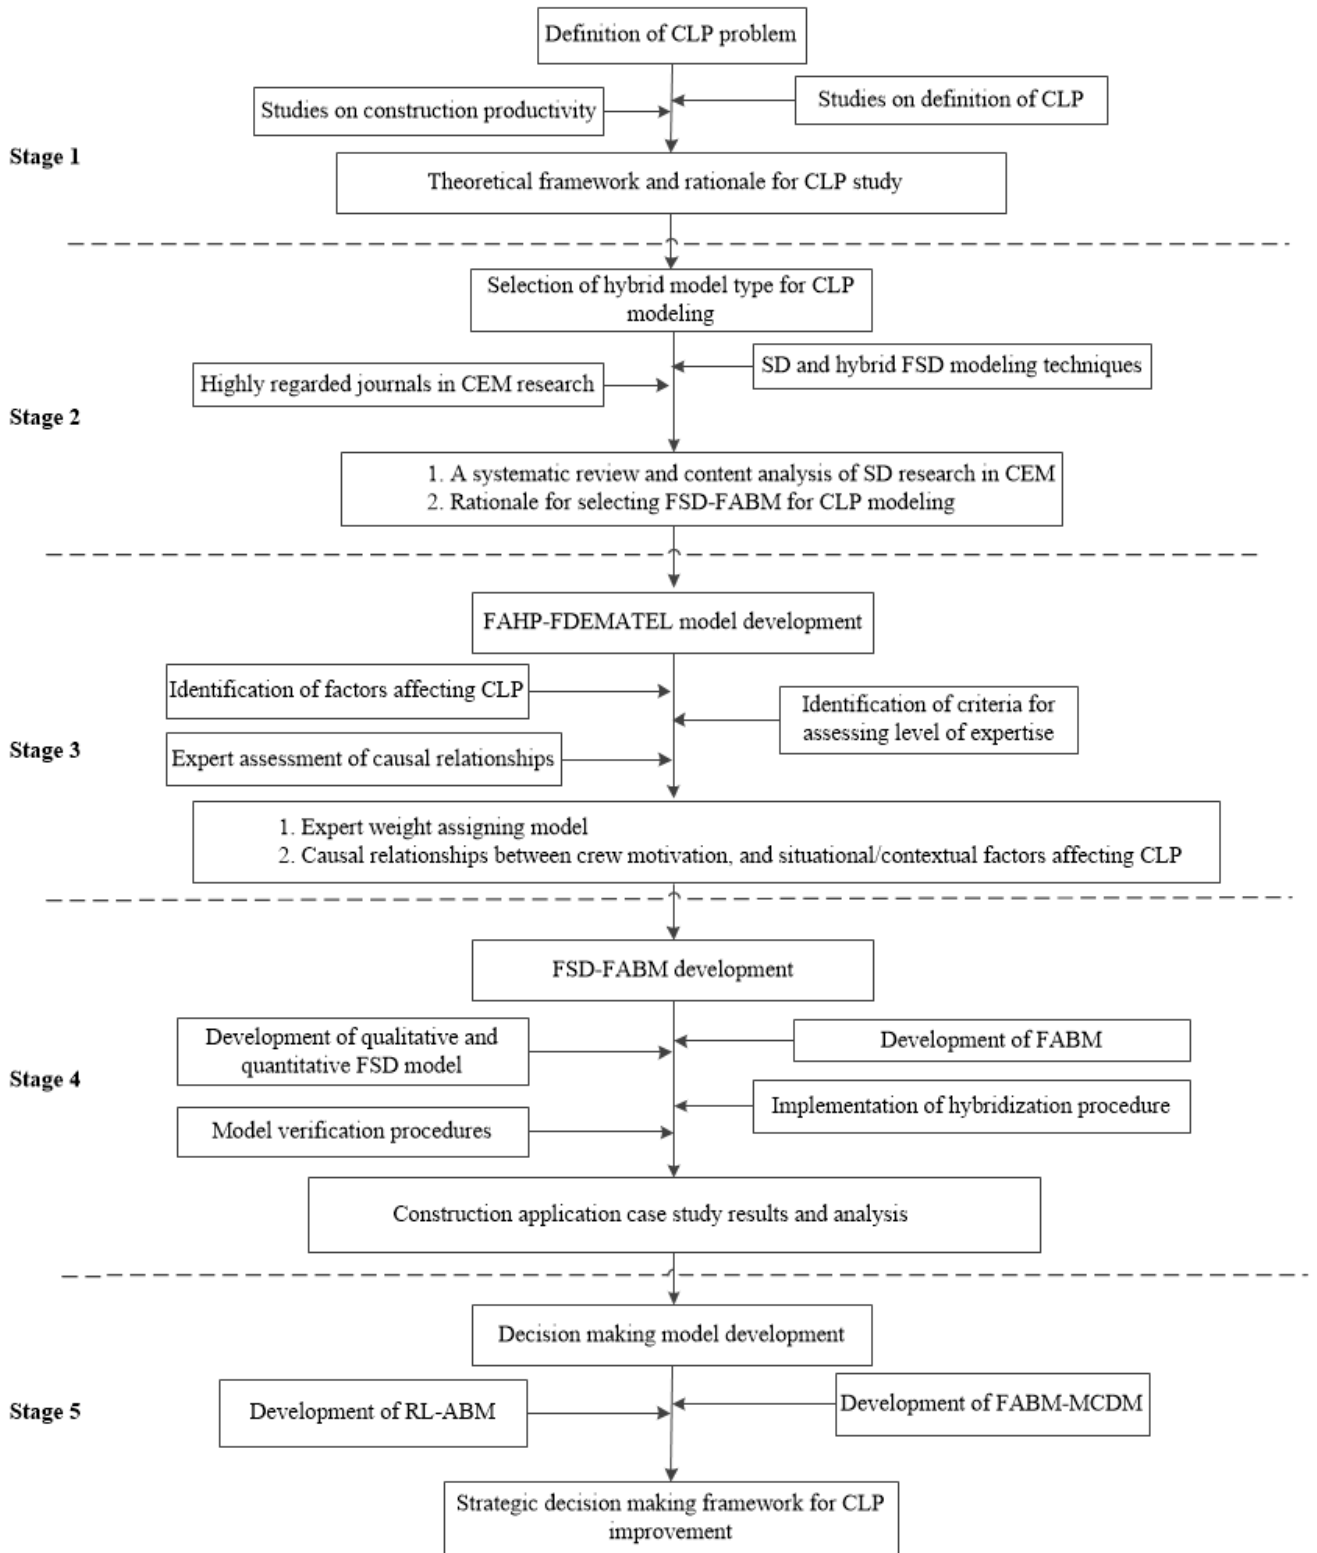 Definition of CLP problem
Studies on construction productivity
Studies on definition of CLP
Stage 1
Theoretical framework and rationale for CLP study
Selection of hybrid model type for CLP
modeling
SD and hybrid FSD modeling techniques
Highly regarded journals in CEM research
Stage 2
1. A systematic review and content analysis of SD research in CEM
2. Rationale for selecting FSD-FABM for CLP modeling
FAHP-FDEMATEL model development
Identification of factors affecting CLP
Identification of criteria for
assessing level of expertise
Stage 3
Expert assessment of causal relationships
1. Expert weight assigning model
2. Causal relationships between crew motivation, and situational/contextual factors affecting CLP
FSD-FABM development
Development of qualitative and
quantitative FSD model
Development of FABM
Stage 4
Implementation of hybridization procedure
Model verification procedures
Construction application case study results and analysis
Decision making model development
Stage 5
Development of RL-ABM
Development of FABM-MCDM
Strategic decision making framework for CLP
improvement